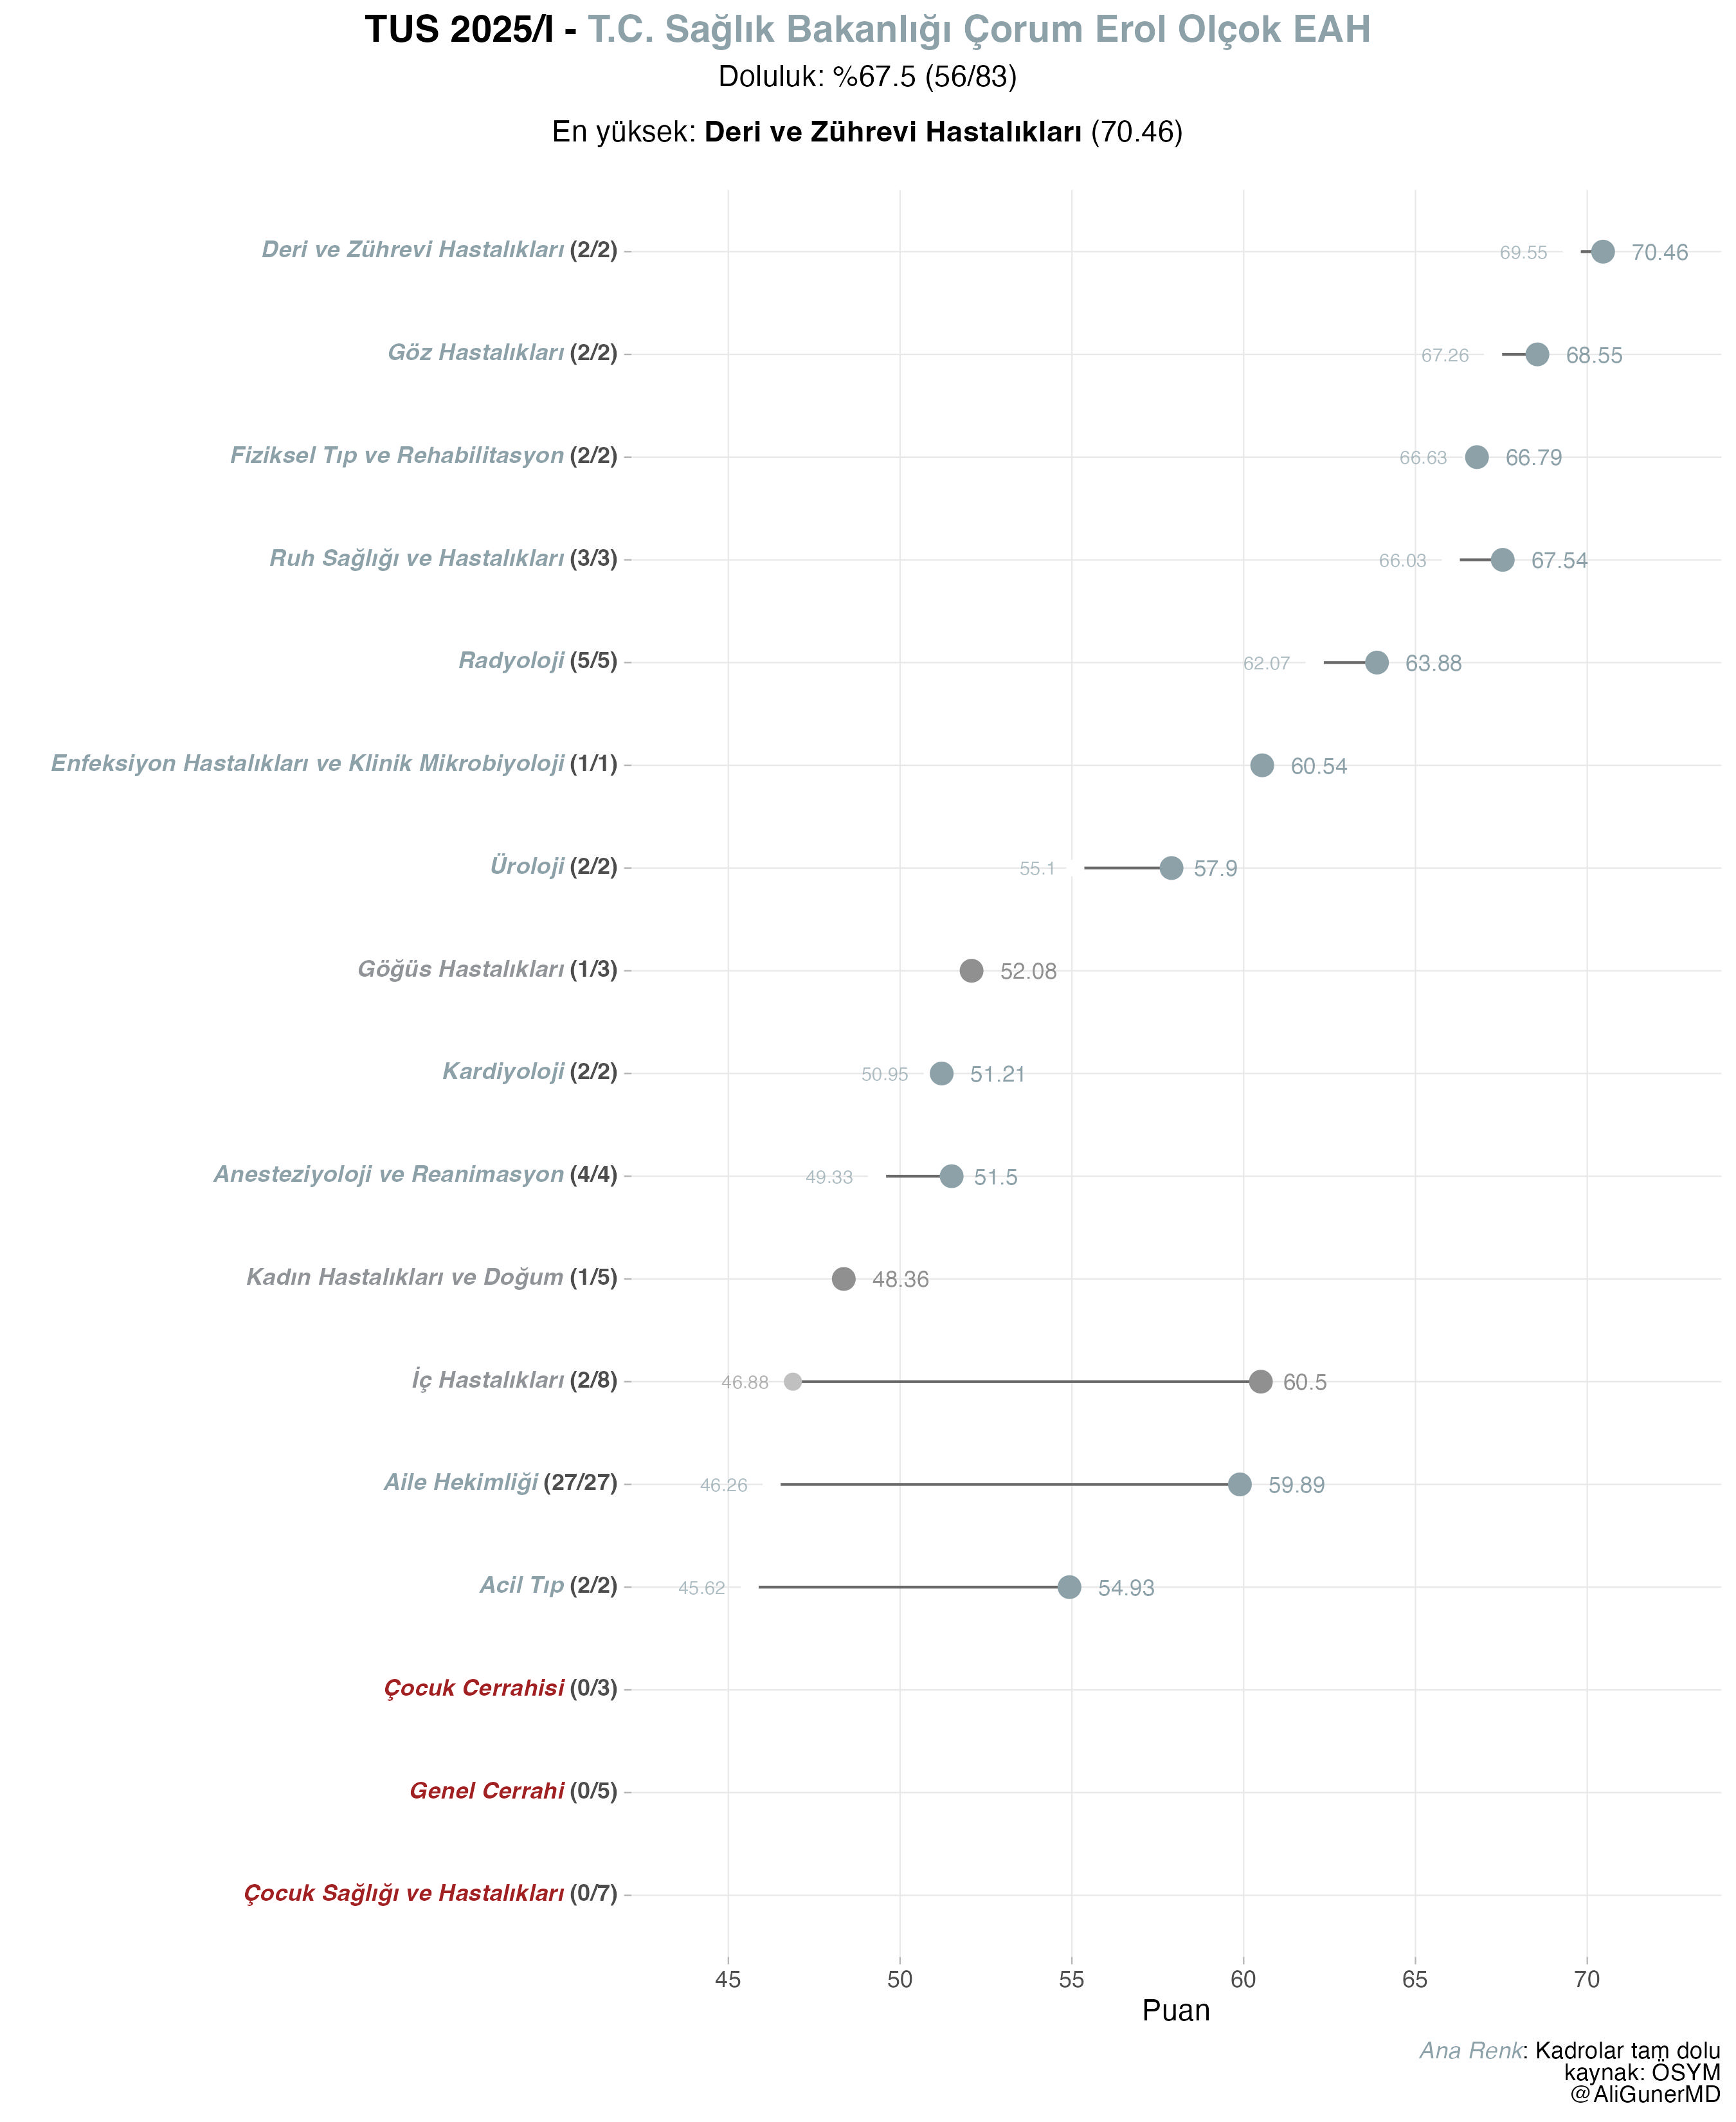 TUS 2025/I - T.C. Sağlık Bakanlığı Çorum Erol Olçok EAH
Doluluk: %67.5 (56/83)
En yüksek: Deri ve Zührevi Hastalıkları (70.46)
Deri ve Zührevi Hastalıkları (2/2) 69.55 70.46
Göz Hastalıkları (2/2) 67.26 68.55
Fiziksel Tıp ve Rehabilitasyon (2/2) 66.63 66.79
Ruh Sağlığı ve Hastalıkları (3/3) 66.03 67.54
Radyoloji (5/5) 62.07 63.88
Enfeksiyon Hastalıkları ve Klinik Mikrobiyoloji (1/1) 60.54
Üroloji (2/2) 55.1 57.9
Göğüs Hastalıkları (1/3) 52.08
Kardiyoloji (2/2) 50.95 51.21
Anesteziyoloji ve Reanimasyon (4/4) 49.33 51.5
Kadın Hastalıkları ve Doğum (1/5) 48.36
İç Hastalıkları (2/8) 46.88 60.5
Aile Hekimliği (27/27) 46.26 59.89
Acil Tıp (2/2) 45.62 54.93
Çocuk Cerrahisi (0/3)
Genel Cerrahi (0/5)
Çocuk Sağlığı ve Hastalıkları (0/7)
45 50 55 60 65 70
Puan
Ana Renk: Kadrolar tam dolu
kaynak: ÖSYM
@AliGunerMD